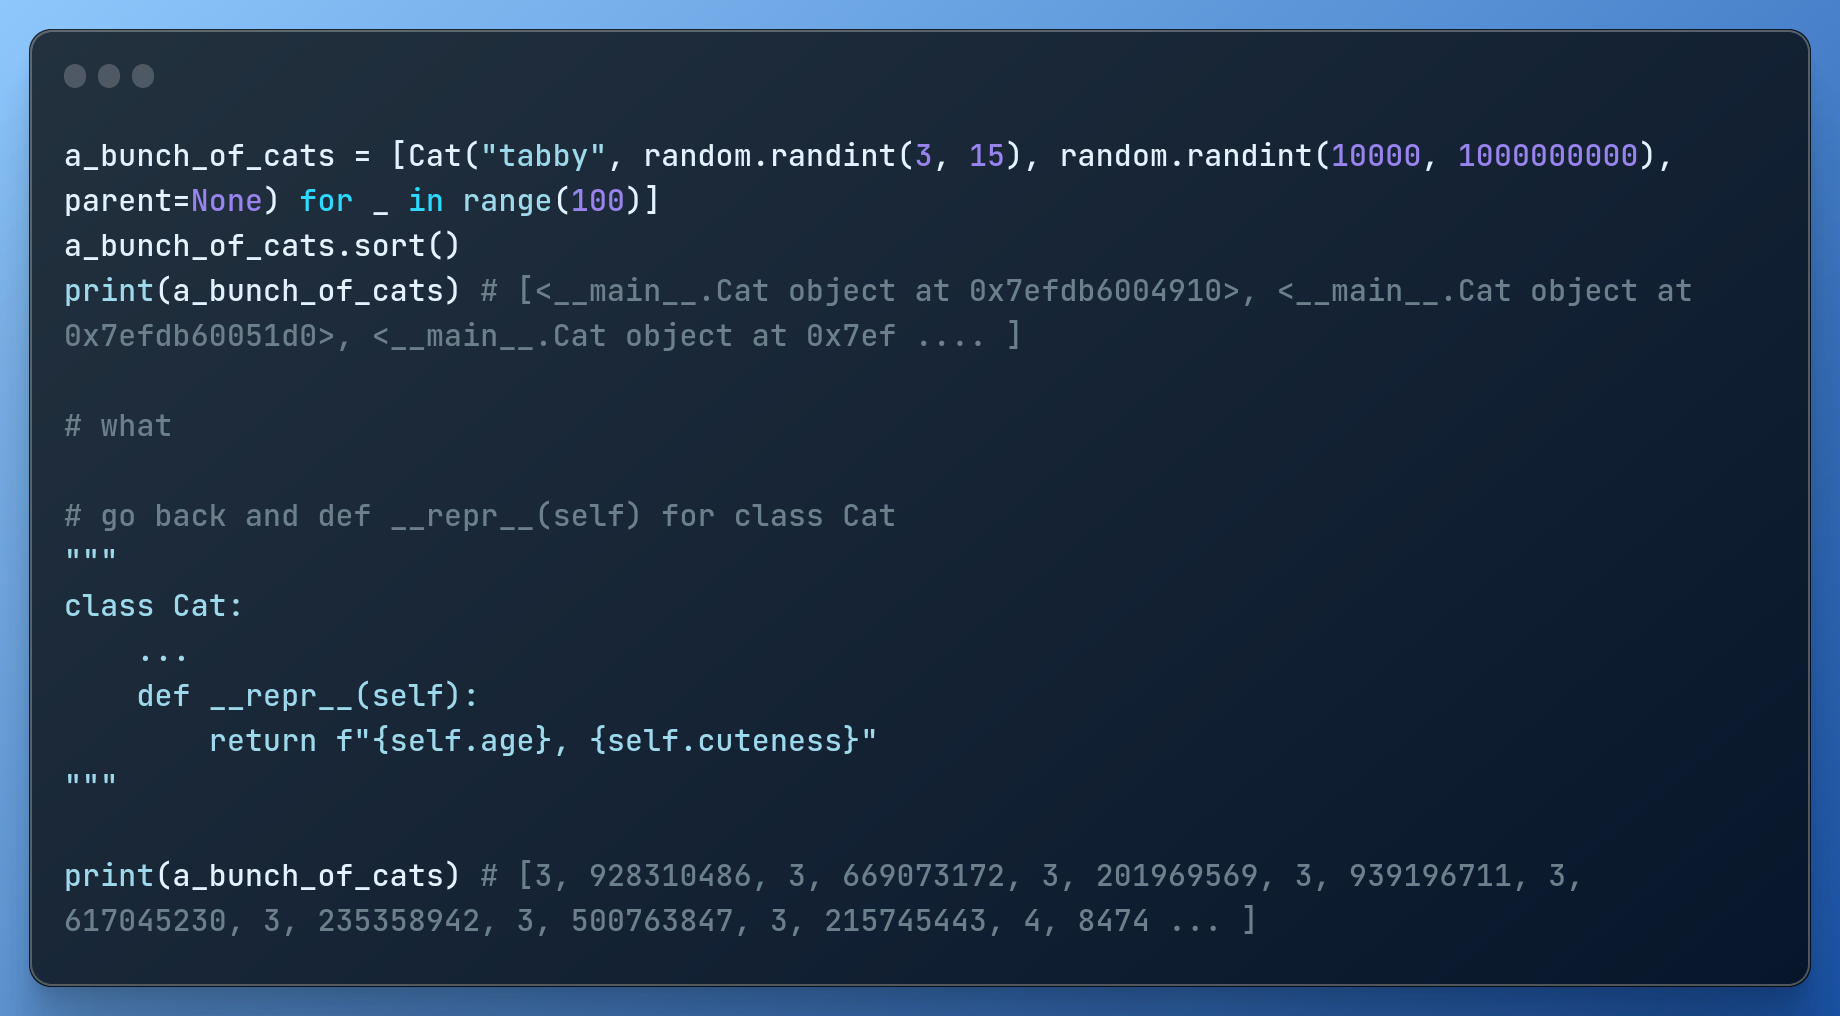 a_bunch_of_cats = [Cat("tabby", random.randint(3, 15), random.randint(10000, 1000000000),
parent=None) for _ in range(100)]
a_bunch_of_cats.sort()
print(a_bunch_of_cats) # [<__main__.Cat object at 0x7efdb6004910>, <__main__.Cat object at
0x7efdb60051d0>, <__main__.Cat object at 0x7ef .... ]

# what

# go back and def __repr__(self) for class Cat
"""
class Cat:
    ...
    def __repr__(self):
        return f"{self.age}, {self.cuteness}"
"""

print(a_bunch_of_cats) # [3, 928310486, 3, 669073172, 3, 201969569, 3, 939196711, 3,
617045230, 3, 235358942, 3, 500763847, 3, 215745443, 4, 8474 ... ]